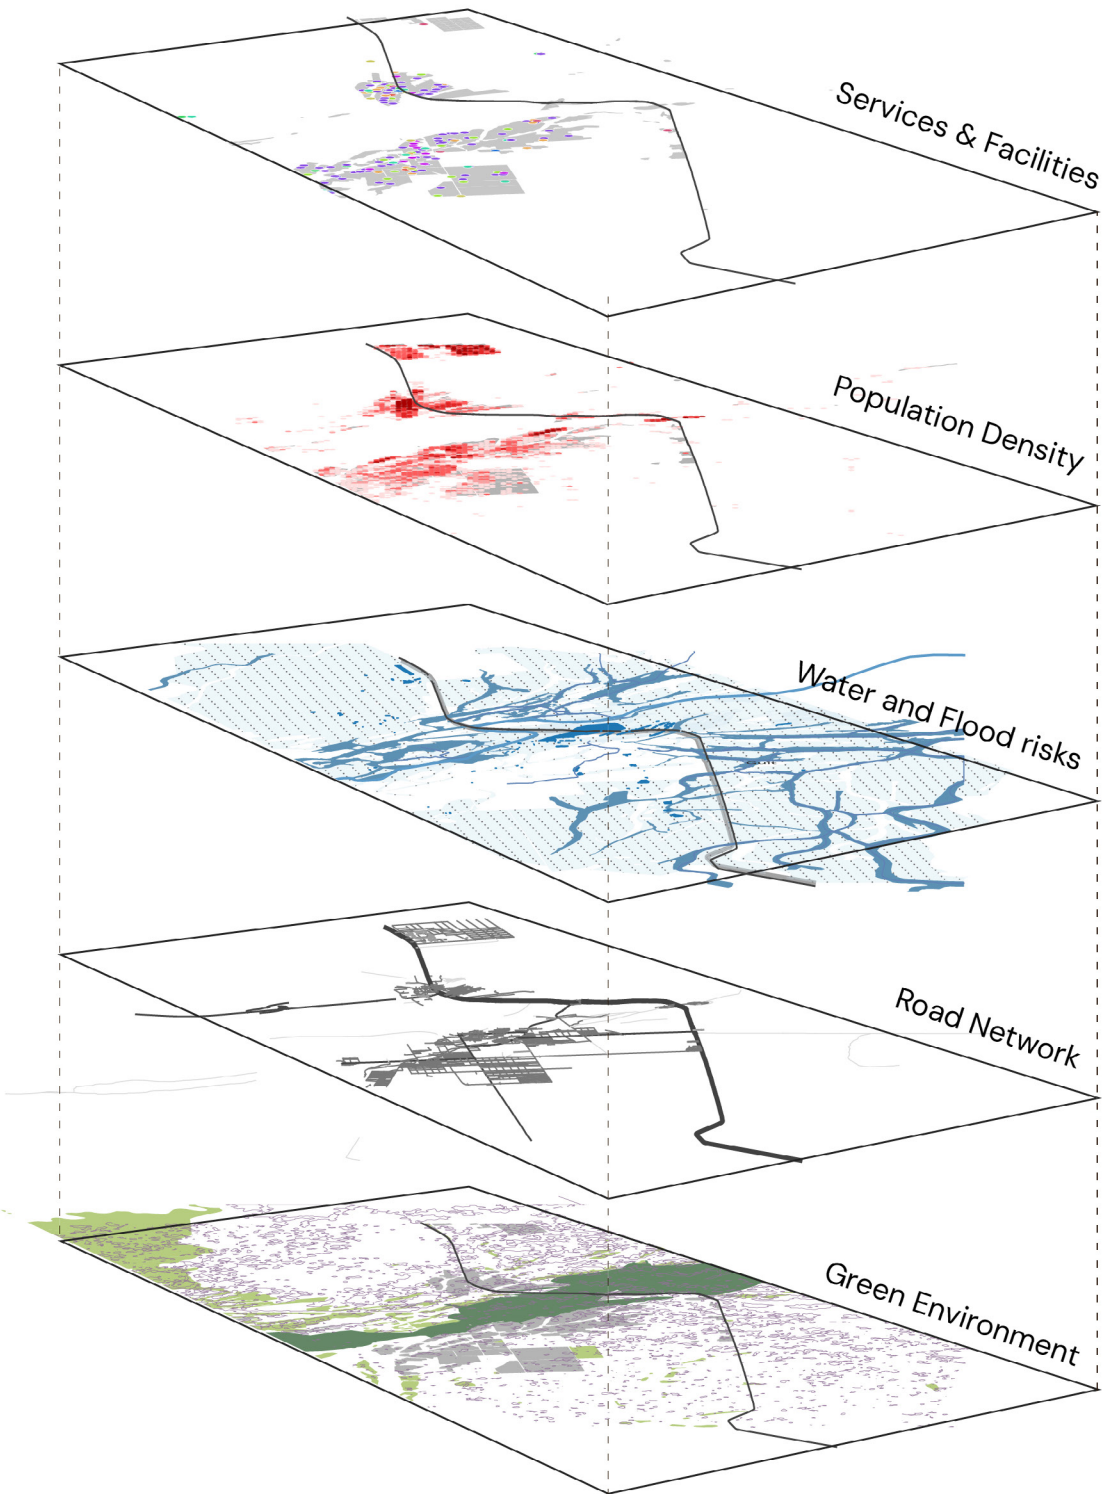 Services & Facilities
Population Density
Water and Flood risks
Road Network
Green Environment